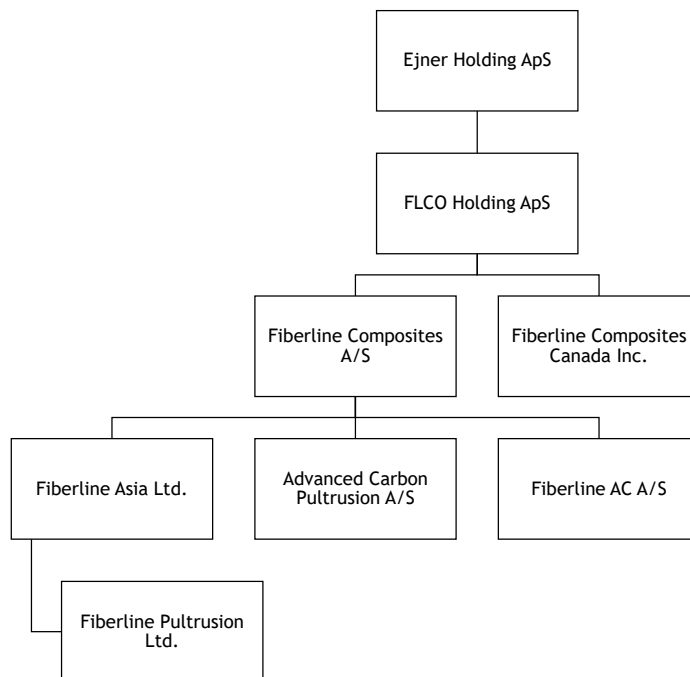 Ejner Holding ApS
FLCO Holding ApS
Fiberline Composites
A/S
Fiberline Composites
Canada Inc.
Fiberline Asia Ltd.
Advanced Carbon
Pultrusion A/S
Fiberline AC A/S
Fiberline Pultrusion
Ltd.